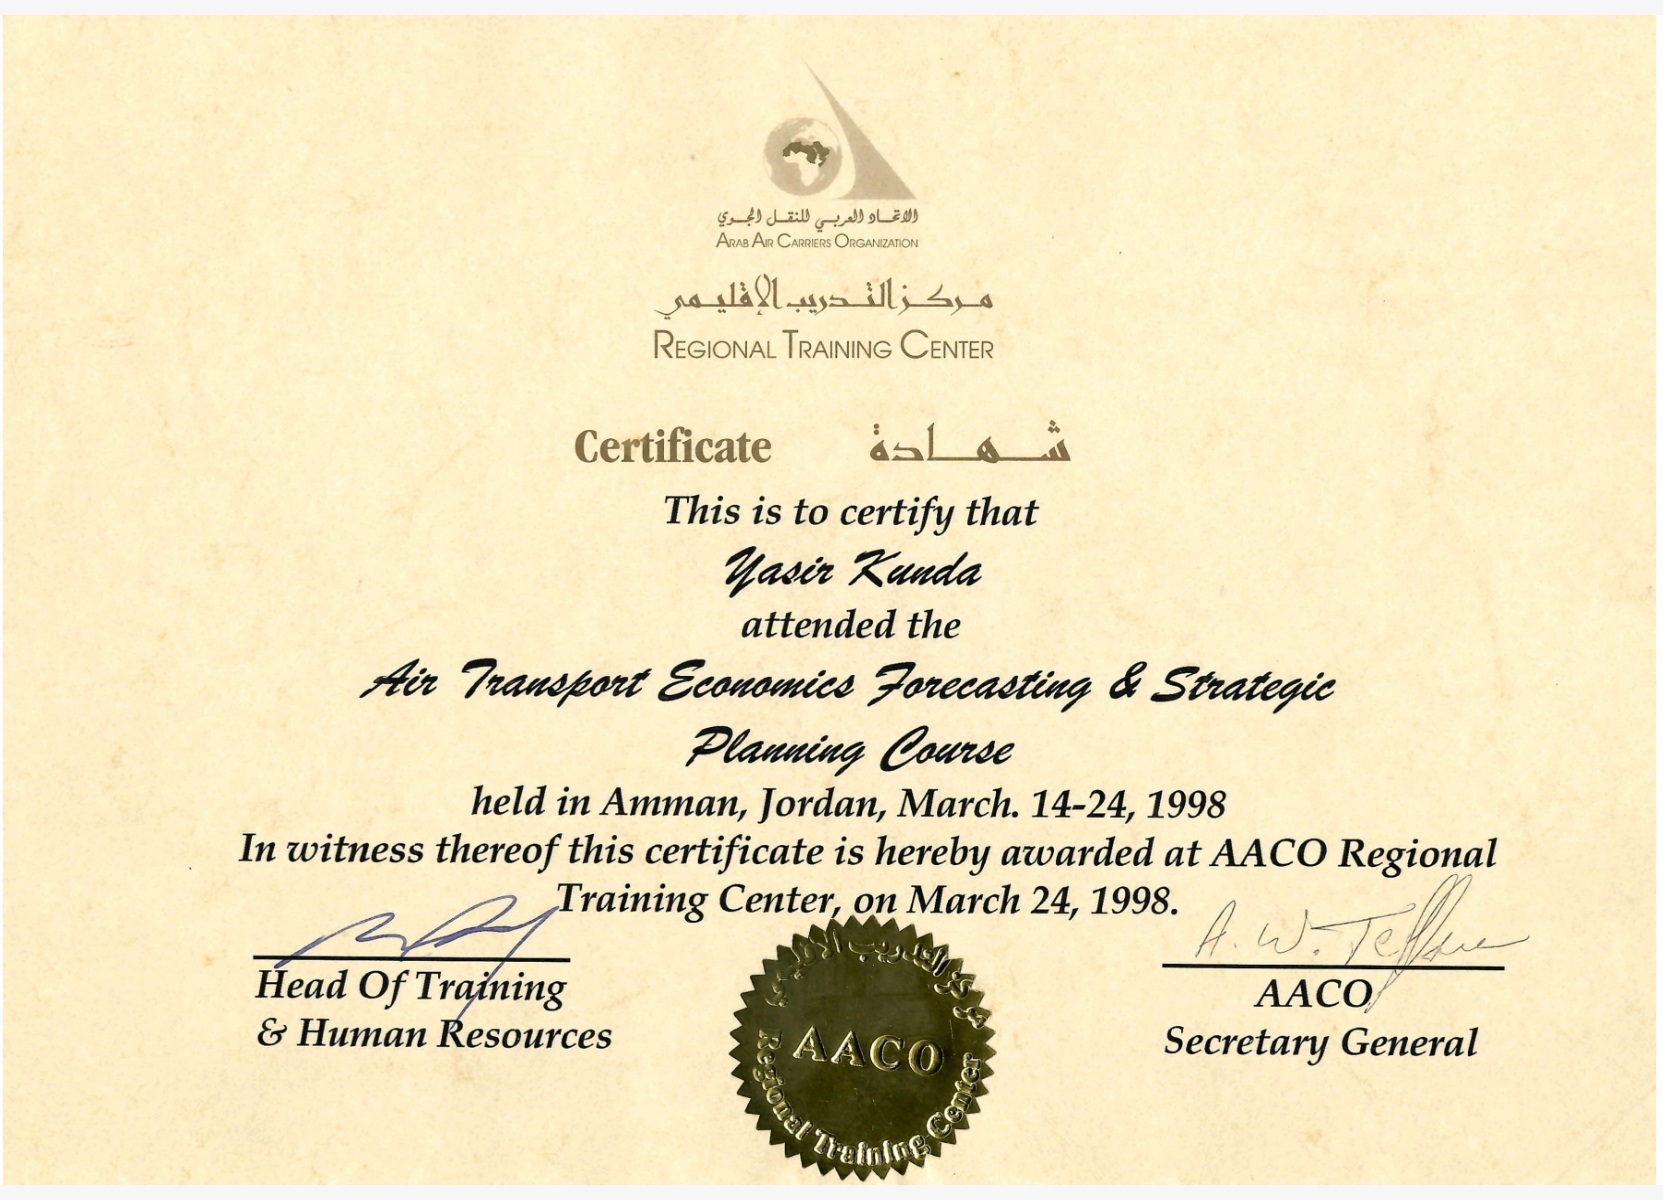 الاتحاد العربي للنقل الجوي
ARAB AIR CARRIERS ORGANIZATION
مركز التدريب الإقليمي
REGIONAL TRAINING CENTER
Certificate شهادة
This is to certify that
Yasir Kunda
attended the
Air Transport Economics Forecasting & Strategic
Planning Course
held in Amman, Jordan, March. 14-24, 1998
In witness thereof this certificate is hereby awarded at AACO Regional
Training Center, on March 24, 1998.
Head Of Training
& Human Resources
A. W. Teffaha
AACO
Secretary General
مركز التدريب الإقليمي
AACO
Regional Training Center